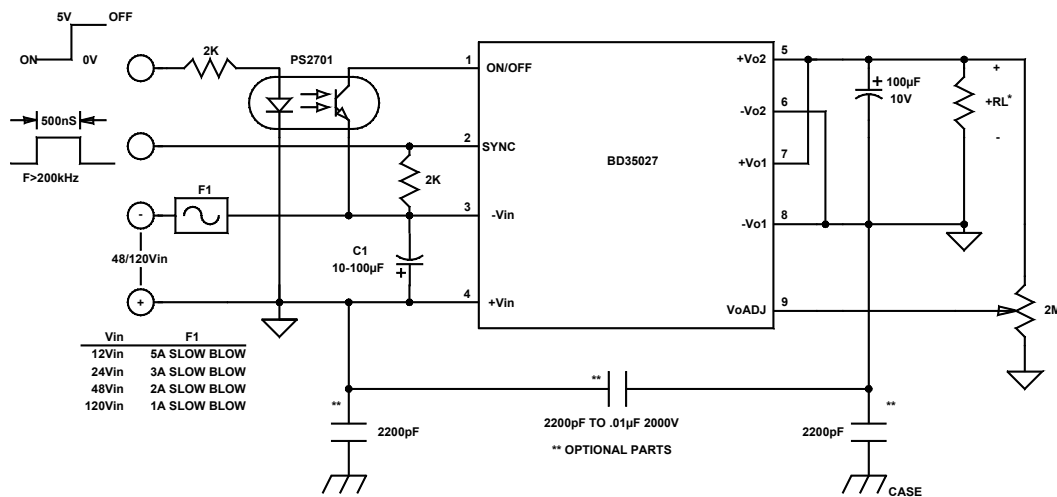 5V OFF
ON 0V
2K
PS2701
1 ON/OFF
500nS
F>200kHz
2 SYNC
2K
F1
3 -Vin
-
48/120Vin
+
C1
10-100µF
+
4 +Vin
BD35027
+Vo2 5
-Vo2 6
+Vo1 7
-Vo1 8
VoADJ 9
+ 100µF
10V
+
+RL*
-
2M
Vin F1
12Vin 5A SLOW BLOW
24Vin 3A SLOW BLOW
48Vin 2A SLOW BLOW
120Vin 1A SLOW BLOW
**
2200pF
**
2200pF TO .01µF 2000V
** OPTIONAL PARTS
**
2200pF
CASE